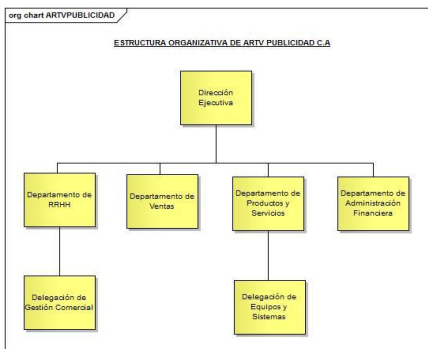 org chart ARTVPUBLICIDAD
ESTRUCTURA ORGANIZATIVA DE ARTV PUBLICIDAD C.A
Dirección
Ejecutiva
Departamento de
RRHH
Departamento de
Ventas
Departamento de
Productos y
Servicios
Departamento de
Administración
Financiera
Delegación de
Gestión Comercial
Delegación de
Equipos y
Sistemas